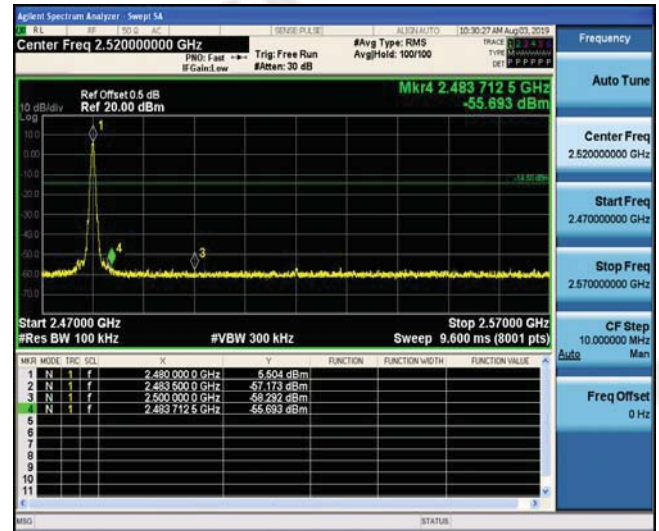 Agilent Spectrum Analyzer - Swept SA
RL RF 50 Ω AC SENSE:PULSE ALIGN AUTO 10:30:27 AM Aug 03, 2019
Center Freq 2.520000000 GHz
PNO: Fast
IFGain:Low
Trig: Free Run
#Atten: 30 dB
#Avg Type: RMS
Avg|Hold: 100/100
TRACE 1 2 3 4 5 6
TYPE
DET P P P P P P
Frequency
Mkr4 2.483 712 5 GHz
-55.693 dBm
Ref Offset 0.5 dB
10 dB/div Ref 20.00 dBm
Log
10.0
0.00
-10.0
-20.0
-30.0
-40.0
-50.0
-60.0
-70.0
1
4
3
Start 2.47000 GHz Stop 2.57000 GHz
#Res BW 100 kHz #VBW 300 kHz Sweep 9.600 ms (8001 pts)
MKR MODE TRC SCL X Y FUNCTION FUNCTION WIDTH FUNCTION VALUE
1 N 1 f 2.480 000 0 GHz 5.504 dBm
2 N 1 f 2.483 500 0 GHz -57.173 dBm
3 N 1 f 2.500 000 0 GHz -58.292 dBm
4 N 1 f 2.483 712 5 GHz -55.693 dBm
5
6
7
8
9
10
11
MSG STATUS
Auto Tune
Center Freq
2.520000000 GHz
Start Freq
2.470000000 GHz
Stop Freq
2.570000000 GHz
CF Step
10.000000 MHz
Auto Man
Freq Offset
0 Hz